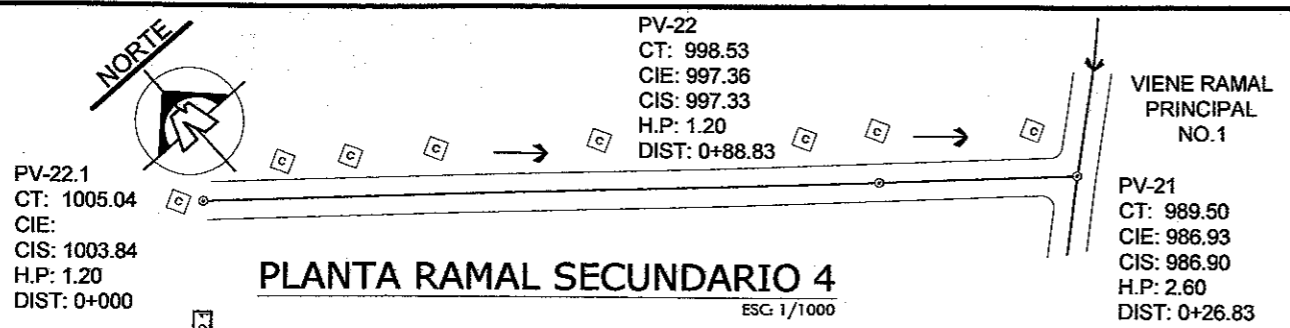 NORTE
PV-22
CT: 998.53
CIE: 997.36
CIS: 997.33
H.P: 1.20
DIST: 0+88.83
VIENE RAMAL
PRINCIPAL
NO.1
PV-22.1
CT: 1005.04
CIE:
CIS: 1003.84
H.P: 1.20
DIST: 0+000
C
C
C
C
C
C
C
C
PV-21
CT: 989.50
CIE: 986.93
CIS: 986.90
H.P: 2.60
DIST: 0+26.83
PLANTA RAMAL SECUNDARIO 4
ESC: 1/1000